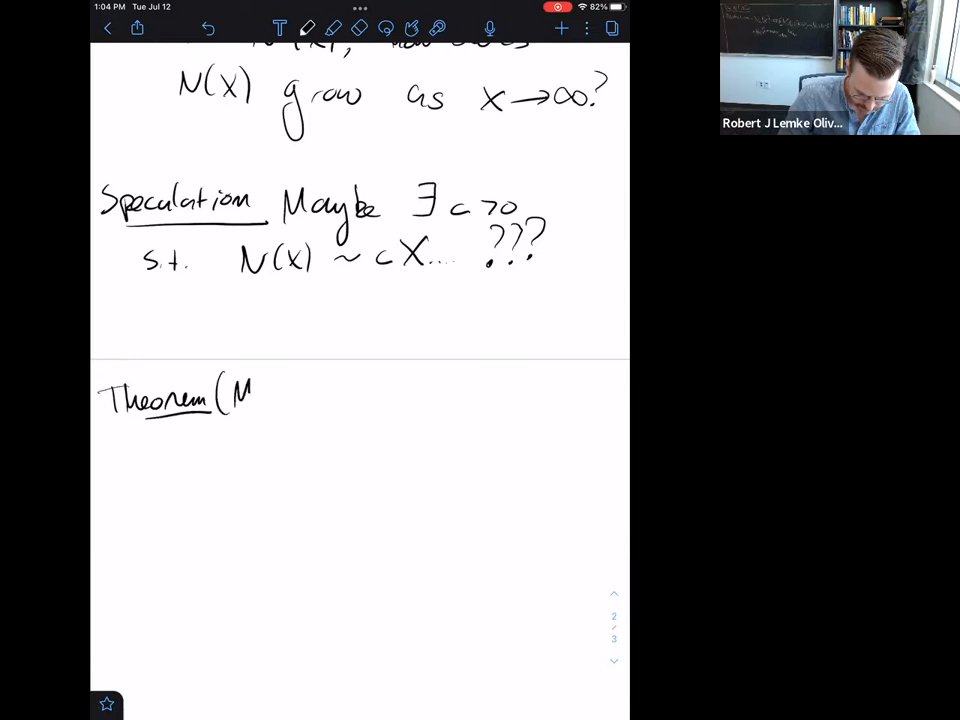 1:04 PM Tue Jul 12
82%
N(X) grow as X→∞?
Speculation Maybe ∃ c>0
s.t. N(X) ~ cX.... ???
Theorem (M
2
3
Robert J Lemke Oliv...